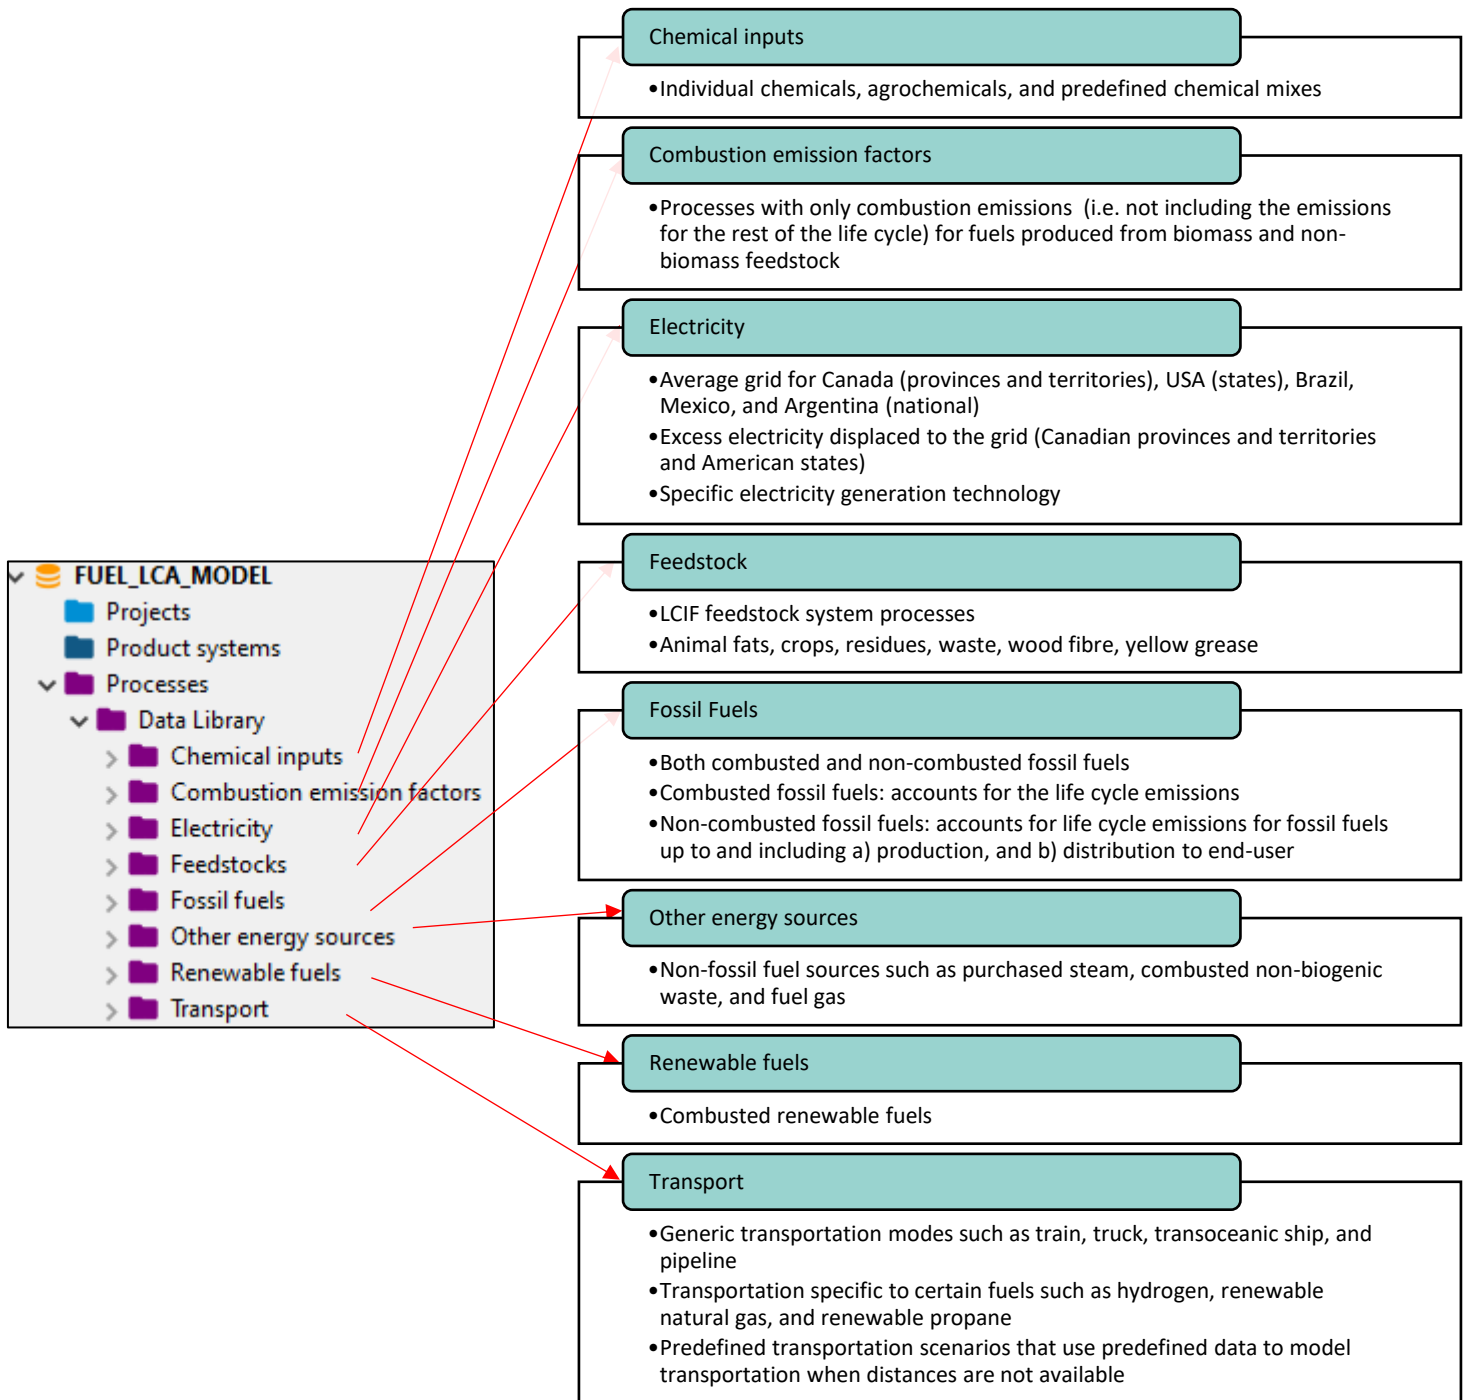 FUEL_LCA_MODEL
Projects
Product systems
Processes
Data Library
Chemical inputs
Combustion emission factors
Electricity
Feedstocks
Fossil fuels
Other energy sources
Renewable fuels
Transport
Chemical inputs
•Individual chemicals, agrochemicals, and predefined chemical mixes
Combustion emission factors
•Processes with only combustion emissions (i.e. not including the emissions
for the rest of the life cycle) for fuels produced from biomass and non-
biomass feedstock
Electricity
•Average grid for Canada (provinces and territories), USA (states), Brazil,
Mexico, and Argentina (national)
•Excess electricity displaced to the grid (Canadian provinces and territories
and American states)
•Specific electricity generation technology
Feedstock
•LCIF feedstock system processes
•Animal fats, crops, residues, waste, wood fibre, yellow grease
Fossil Fuels
•Both combusted and non-combusted fossil fuels
•Combusted fossil fuels: accounts for the life cycle emissions
•Non-combusted fossil fuels: accounts for life cycle emissions for fossil fuels
up to and including a) production, and b) distribution to end-user
Other energy sources
•Non-fossil fuel sources such as purchased steam, combusted non-biogenic
waste, and fuel gas
Renewable fuels
•Combusted renewable fuels
Transport
•Generic transportation modes such as train, truck, transoceanic ship, and
pipeline
•Transportation specific to certain fuels such as hydrogen, renewable
natural gas, and renewable propane
•Predefined transportation scenarios that use predefined data to model
transportation when distances are not available